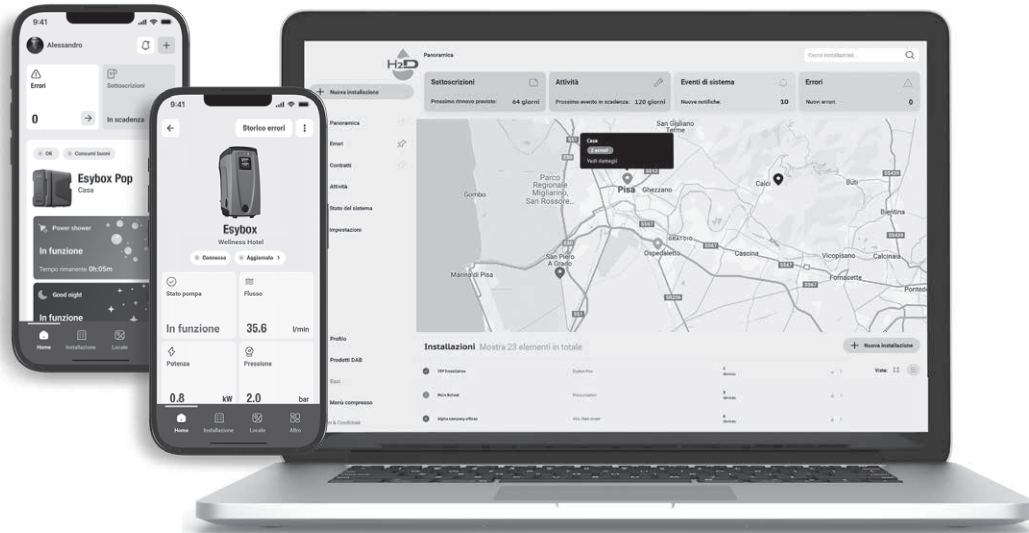 9:41
Alessandro
Errori
Sottoscrizioni
0
In scadenza
OK
Consumi buoni
Esybox Pop
Casa
Power shower
In funzione
Tempo rimanente 0h:05m
Good night
In funzione
Home
Installazione
Locale
9:41
Storico errori
Esybox
Wellness Hotel
Connesso
Aggiornato
Stato pompa
Flusso
In funzione
35.6 l/min
Potenza
Pressione
0.8 kW
2.0 bar
Home
Installazione
Locale
Altro
H2D
Panoramica
Cerca installazioni...
Nuova installazione
Panoramica
Errori
Contratti
Attività
Stato del sistema
Impostazioni
Profilo
Prodotti DAB
Esci
Menù compresso
Sottoscrizioni
Prossimo rinnovo previsto: 64 giorni
Attività
Prossimo evento in scadenza: 120 giorni
Eventi di sistema
Nuove notifiche: 10
Errori
Nuovi errori: 0
San Giuliano
Terme
Casa
2 errori
Vedi dettagli
Parco
Regionale
Migliarino,
San Rossore...
Gombo
Pisa
Ghezzano
Calci
Buti
Bientina
Marina di Pisa
San Piero
A Grado
Ospedaletto
Cascina
Vicopisano
Calcinaia
Fornacette
Ponted
Installazioni Mostra 23 elementi in totale
Nuova installazione
Vista: